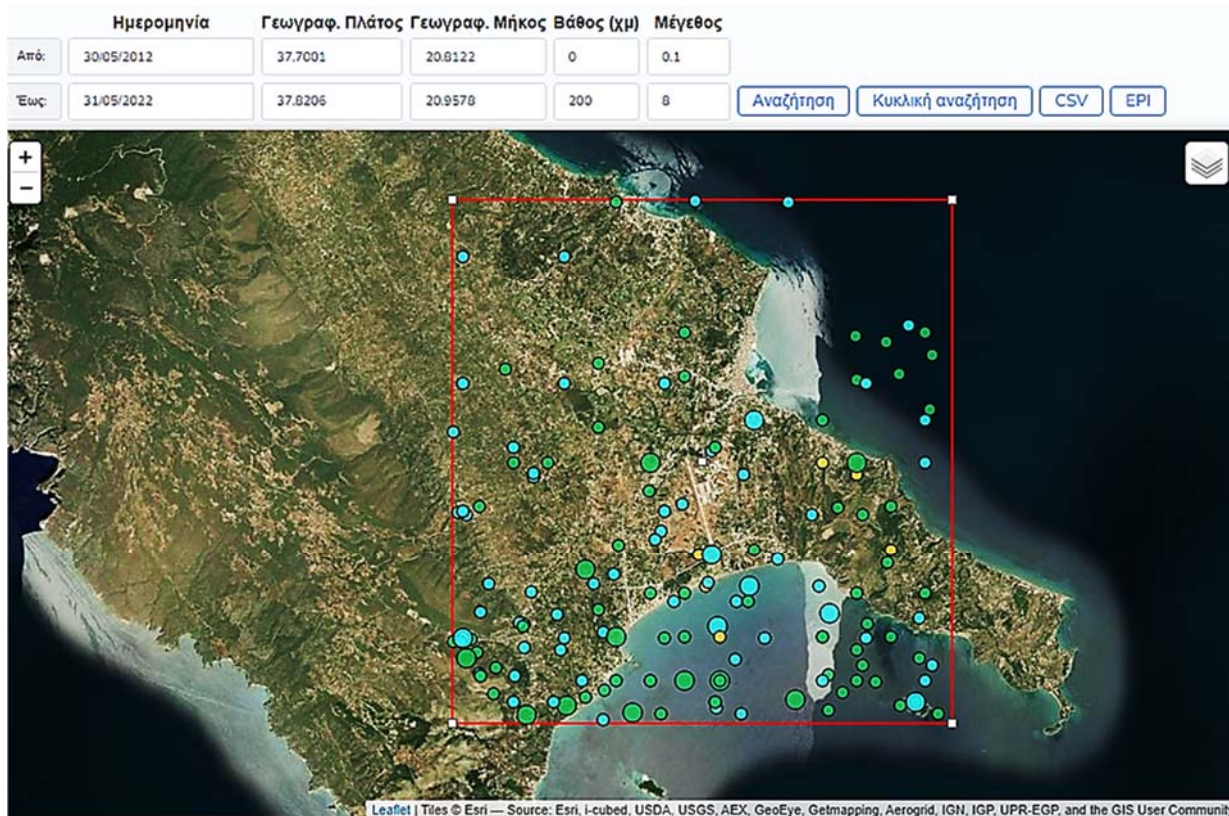 Ημερομηνία Γεωγραφ. Πλάτος Γεωγραφ. Μήκος Βάθος (χμ) Μέγεθος
Από: 30/05/2012 37.7001 20.8122 0 0.1
Έως: 31/05/2022 37.8206 20.9578 200 8 Αναζήτηση Κυκλική αναζήτηση CSV EPI
+
−
Leaflet | Tiles © Esri — Source: Esri, i-cubed, USDA, USGS, AEX, GeoEye, Getmapping, Aerogrid, IGN, IGP, UPR-EGP, and the GIS User Community